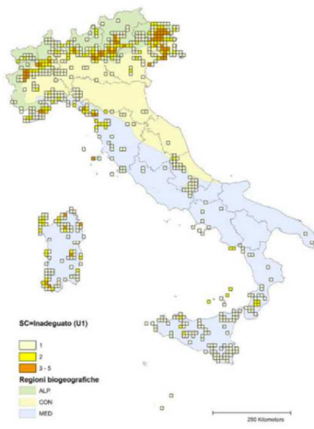 SC=Inadeguato (U1)
1
2
3 - 5
Regioni biogeografiche
ALP
CON
MED
250 Kilometers